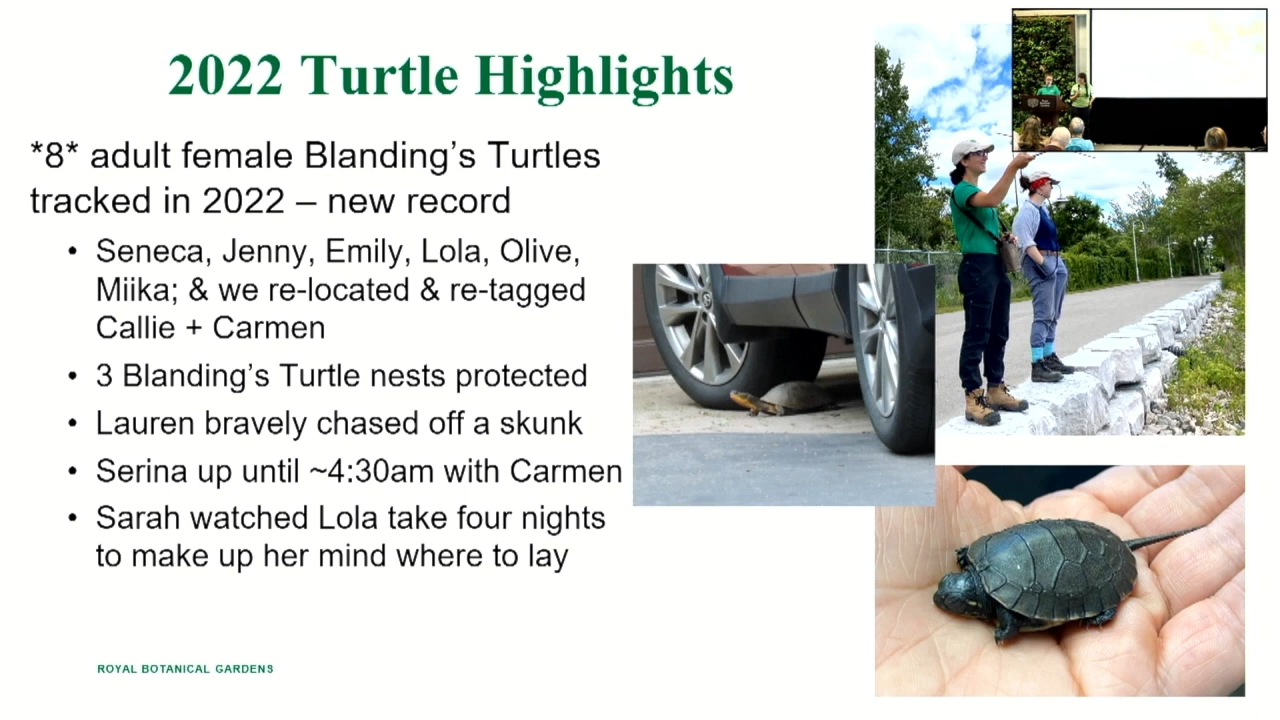 2022 Turtle Highlights
*8* adult female Blanding's Turtles
tracked in 2022 – new record
• Seneca, Jenny, Emily, Lola, Olive,
Miika; & we re-located & re-tagged
Callie + Carmen
• 3 Blanding's Turtle nests protected
• Lauren bravely chased off a skunk
• Serina up until ~4:30am with Carmen
• Sarah watched Lola take four nights
to make up her mind where to lay
ROYAL BOTANICAL GARDENS